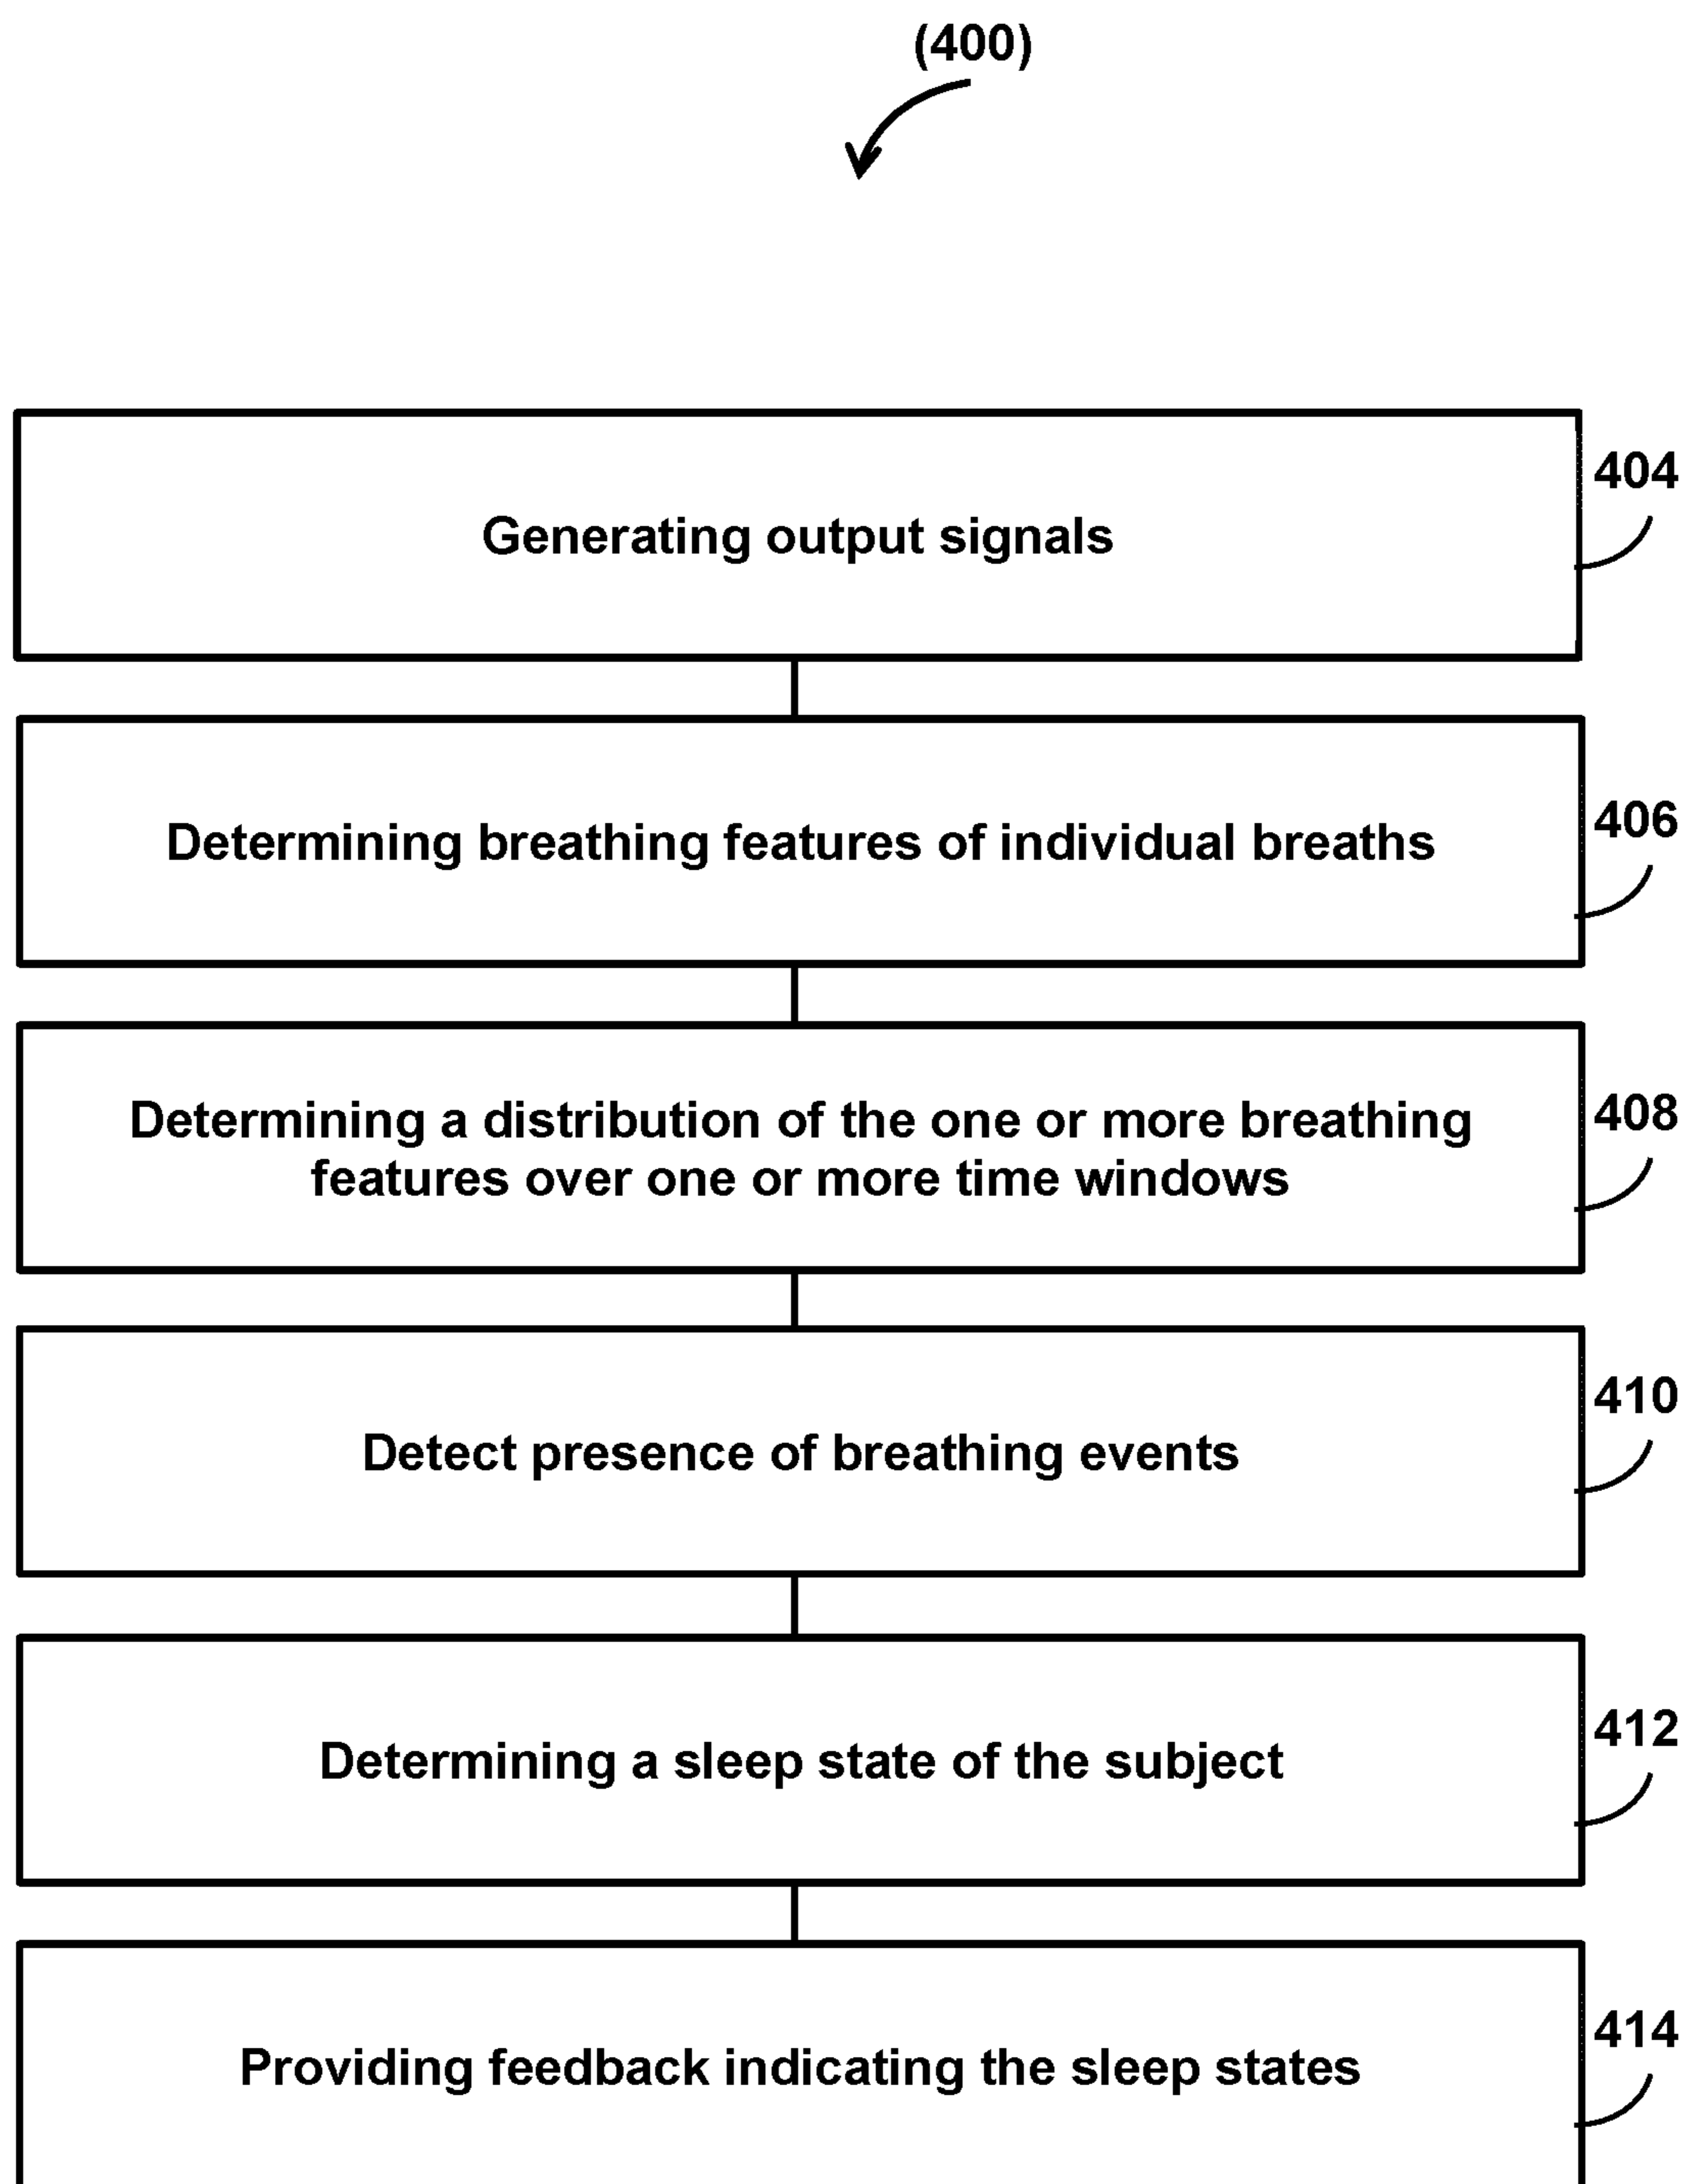 (400)
404
Generating output signals
406
Determining breathing features of individual breaths
408
Determining a distribution of the one or more breathing
features over one or more time windows
410
Detect presence of breathing events
412
Determining a sleep state of the subject
414
Providing feedback indicating the sleep states